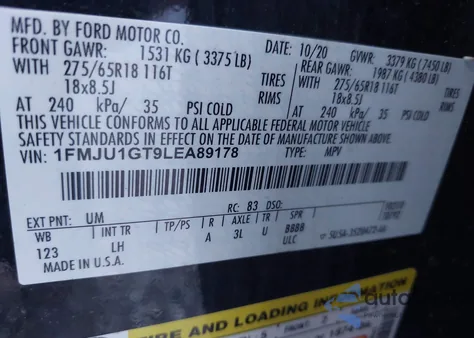 MFD. BY FORD MOTOR CO.
10/20 GVWR: 3379 KG (7450 LB)
FRONT GAWR: 1531 KG (3375 LB) REAR GAWR: 1987 KG (4380 LB)
WITH 275/65R18 116T TIRES WITH 275/65R18 116T
18x8.5J RIMS 18x8.5J
AT 240 kPa/ 35 PSI COLD AT 240 kPa/ 35 PSI COLD
THIS VEHICLE CONFORMS TO ALL APPLICABLE FEDERAL MOTOR VEHICLE
SAFETY STANDARDS IN EFFECT ON THE DATE OF MANUFACTURE SHOWN ABOVE.
VIN: 1FMJU1GT9LEA89178 TYPE: MPV
EXT PNT: UM RC: 83 DSO:
WB INT TR TP/PS R AXLE TR SPR
123 LH A 3L U BBBB
ULC
MADE IN U.S.A.
TIRE AND LOADING INFORMATION